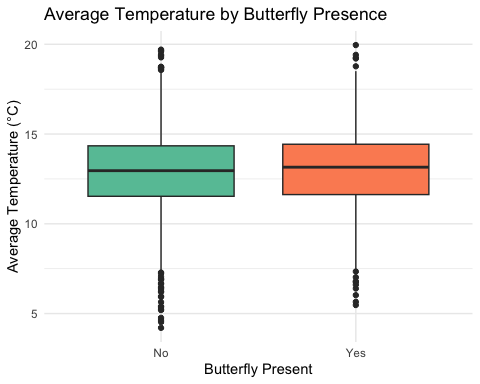 Average Temperature by Butterfly Presence
Average Temperature (°C)
20
15
10
5
No
Yes
Butterfly Present